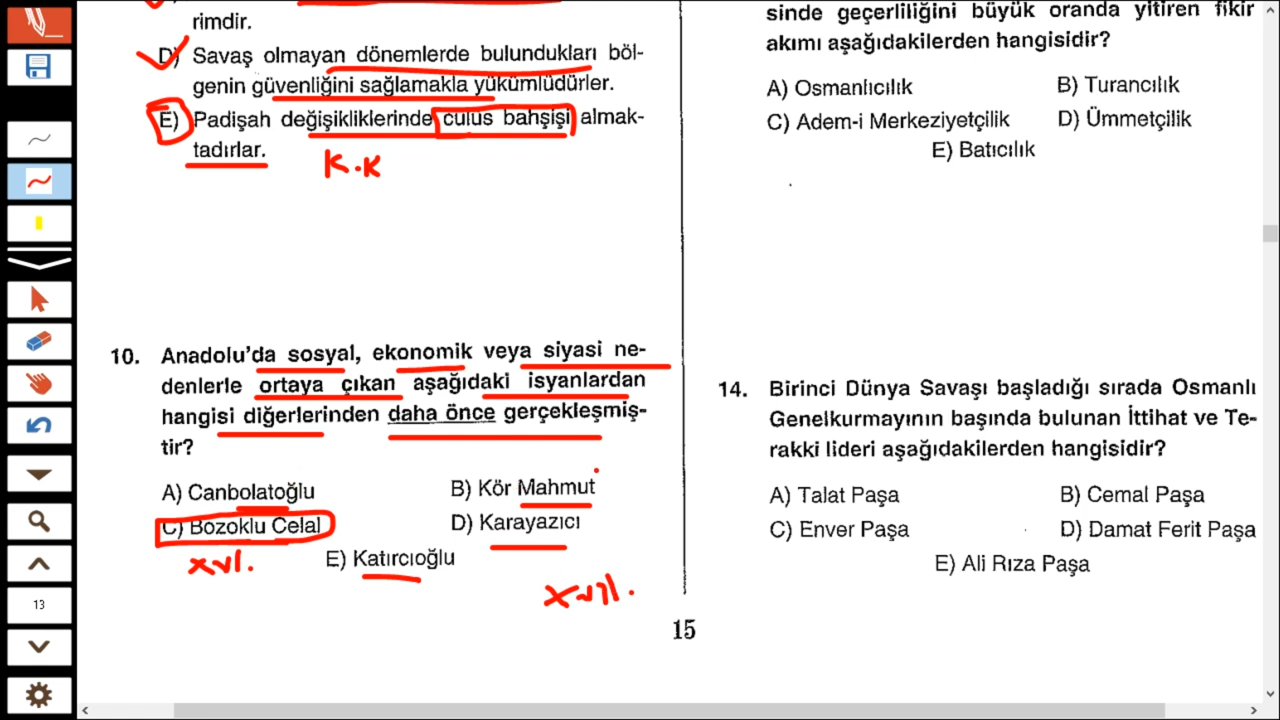 rimdir.
D) Savaş olmayan dönemlerde bulundukları böl-
genin güvenliğini sağlamakla yükümlüdürler.
E) Padişah değişikliklerinde culus bahşişi almak-
tadırlar.
K.K
10. Anadolu'da sosyal, ekonomik veya siyasi ne-
denlerle ortaya çıkan aşağıdaki isyanlardan
hangisi diğerlerinden daha önce gerçekleşmiş-
tir?
A) Canbolatoğlu
B) Kör Mahmut
C) Bozoklu Celal
D) Karayazıcı
E) Katırcıoğlu
XVI.
XVII.
sinde geçerliliğini büyük oranda yitiren fikir
akımı aşağıdakilerden hangisidir?
A) Osmanlıcılık
B) Turancılık
C) Adem-i Merkeziyetçilik
D) Ümmetçilik
E) Batıcılık
14. Birinci Dünya Savaşı başladığı sırada Osmanlı
Genelkurmayının başında bulunan İttihat ve Te-
rakki lideri aşağıdakilerden hangisidir?
A) Talat Paşa
B) Cemal Paşa
C) Enver Paşa
D) Damat Ferit Paşa
E) Ali Rıza Paşa
15
13